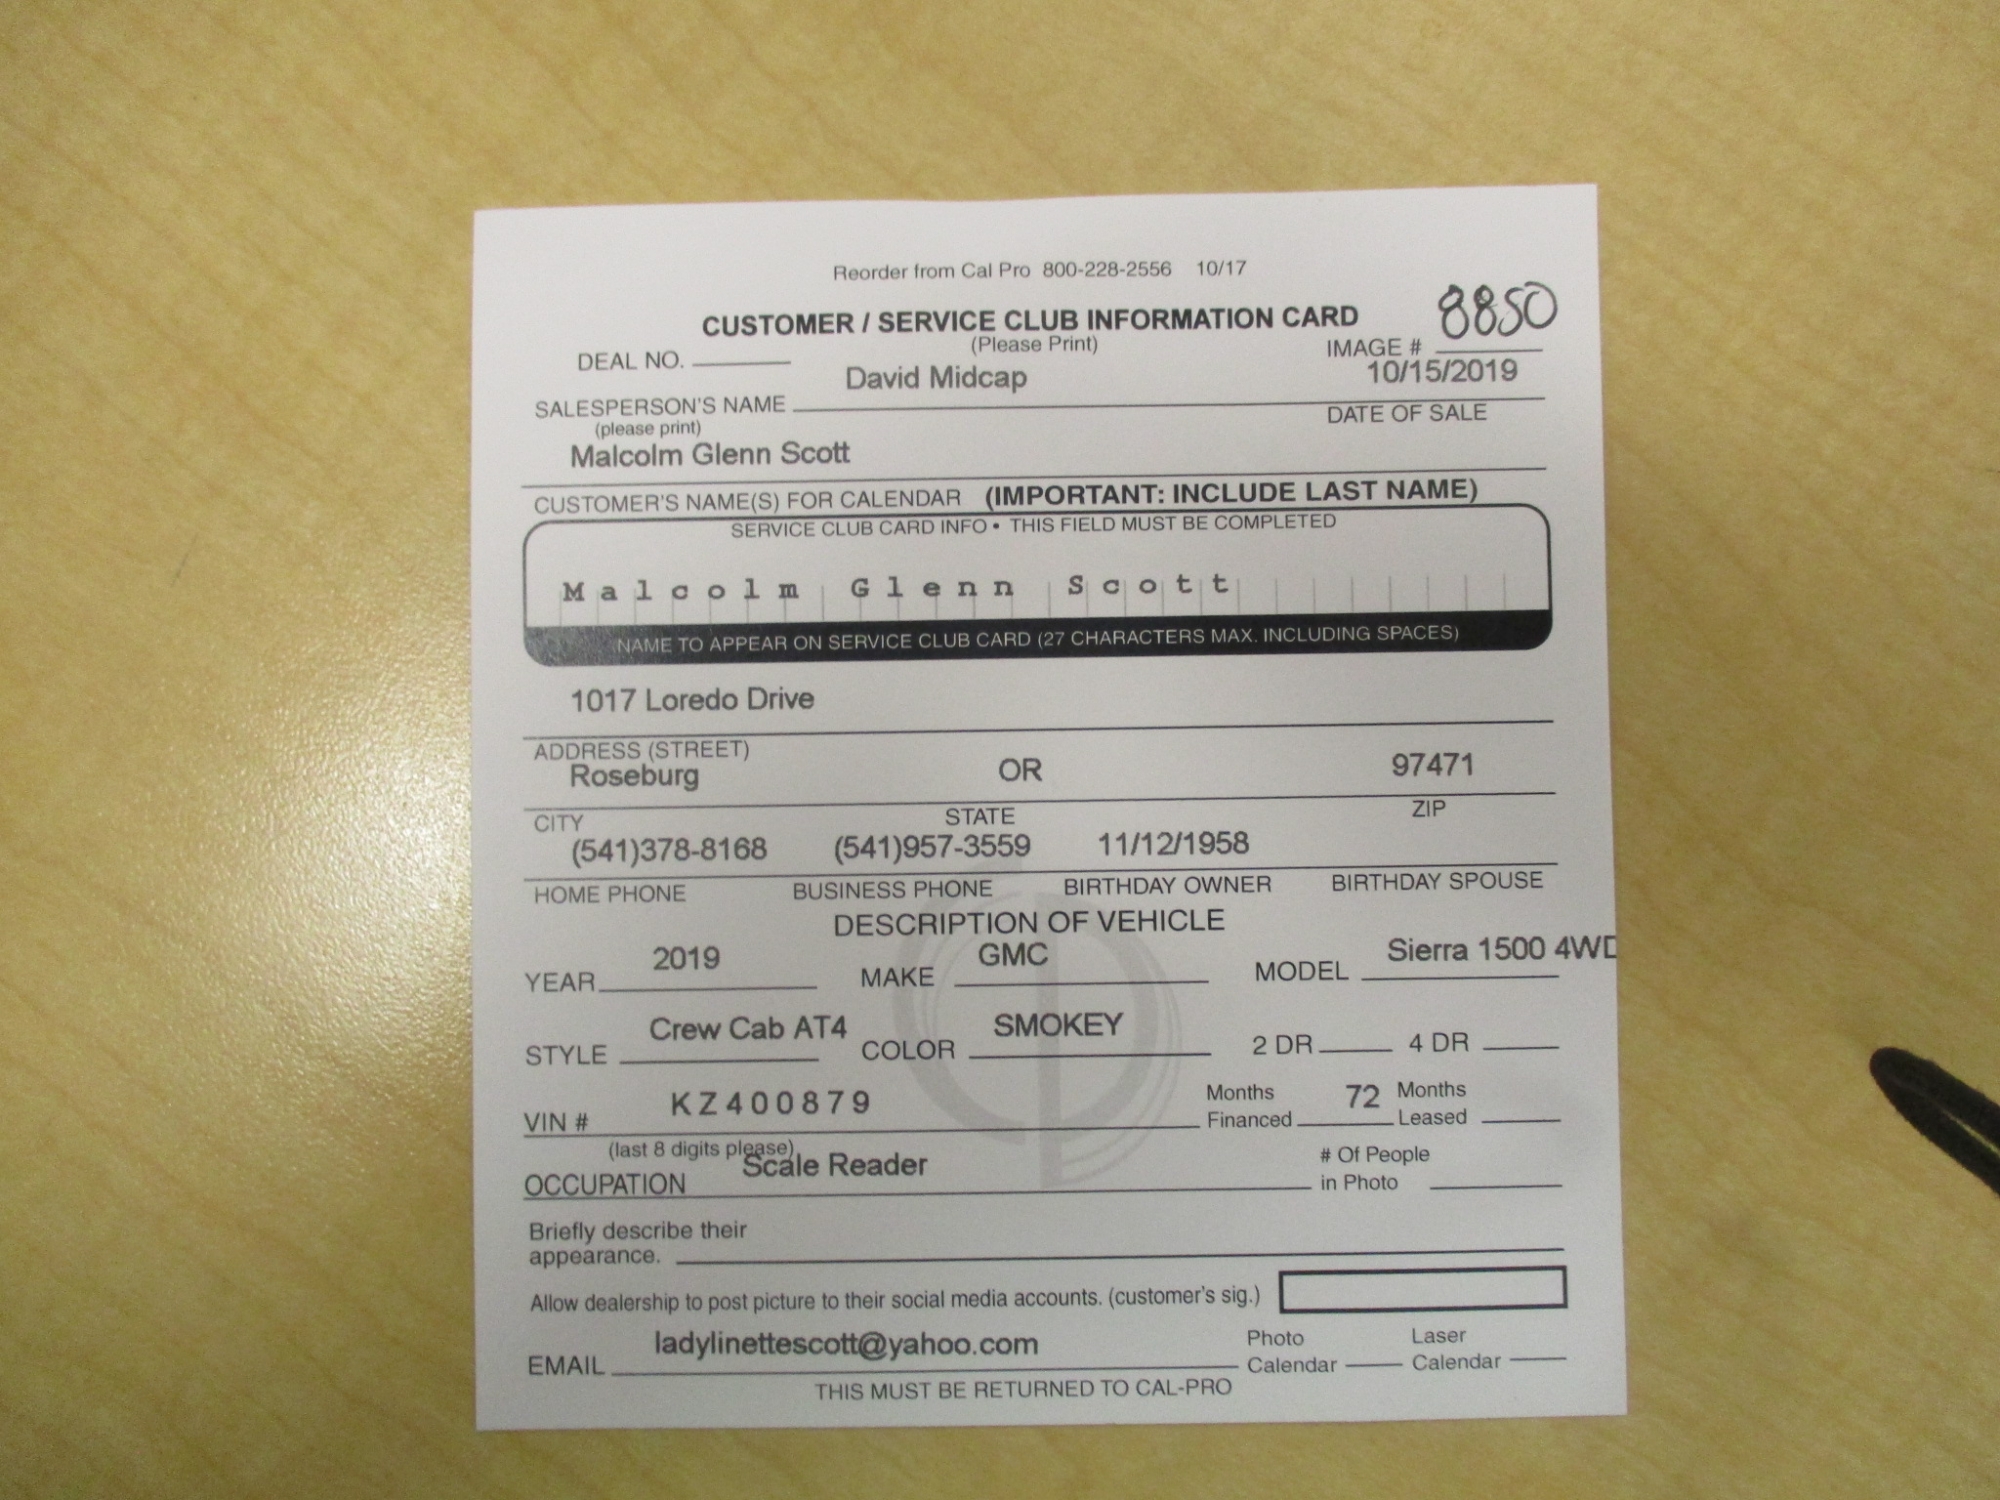 Reorder from Cal Pro 800-228-2556 10/17
CUSTOMER / SERVICE CLUB INFORMATION CARD 8850
(Please Print)
DEAL NO. IMAGE #
David Midcap 10/15/2019
SALESPERSON'S NAME DATE OF SALE
(please print)
Malcolm Glenn Scott
CUSTOMER'S NAME(S) FOR CALENDAR (IMPORTANT: INCLUDE LAST NAME)
SERVICE CLUB CARD INFO • THIS FIELD MUST BE COMPLETED
Malcolm Glenn Scott
NAME TO APPEAR ON SERVICE CLUB CARD (27 CHARACTERS MAX. INCLUDING SPACES)
1017 Loredo Drive
ADDRESS (STREET)
Roseburg OR 97471
CITY STATE ZIP
(541)378-8168 (541)957-3559 11/12/1958
HOME PHONE BUSINESS PHONE BIRTHDAY OWNER BIRTHDAY SPOUSE
DESCRIPTION OF VEHICLE
2019 GMC Sierra 1500 4WD
YEAR MAKE MODEL
Crew Cab AT4 SMOKEY
STYLE COLOR 2 DR 4 DR
KZ400879 Months 72 Months
VIN # Financed Leased
(last 8 digits please)
Scale Reader # Of People
OCCUPATION in Photo
Briefly describe their
appearance.
Allow dealership to post picture to their social media accounts. (customer's sig.)
ladylinettescott@yahoo.com Photo Laser
EMAIL Calendar Calendar
THIS MUST BE RETURNED TO CAL-PRO